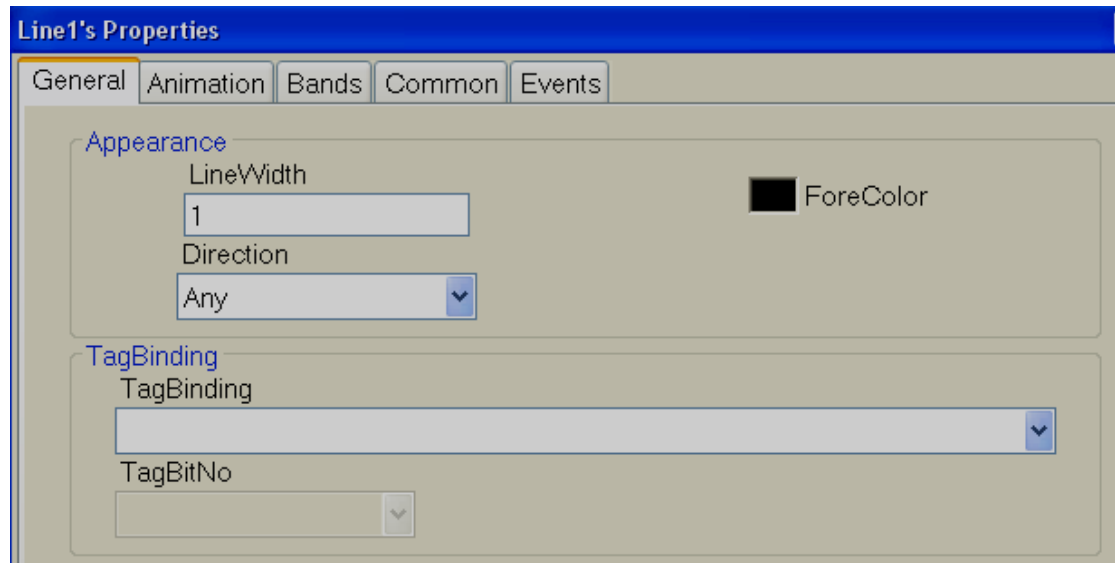 Line1's Properties
General Animation Bands Common Events
Appearance
LineWidth
1
ForeColor
Direction
Any
TagBinding
TagBinding
TagBitNo